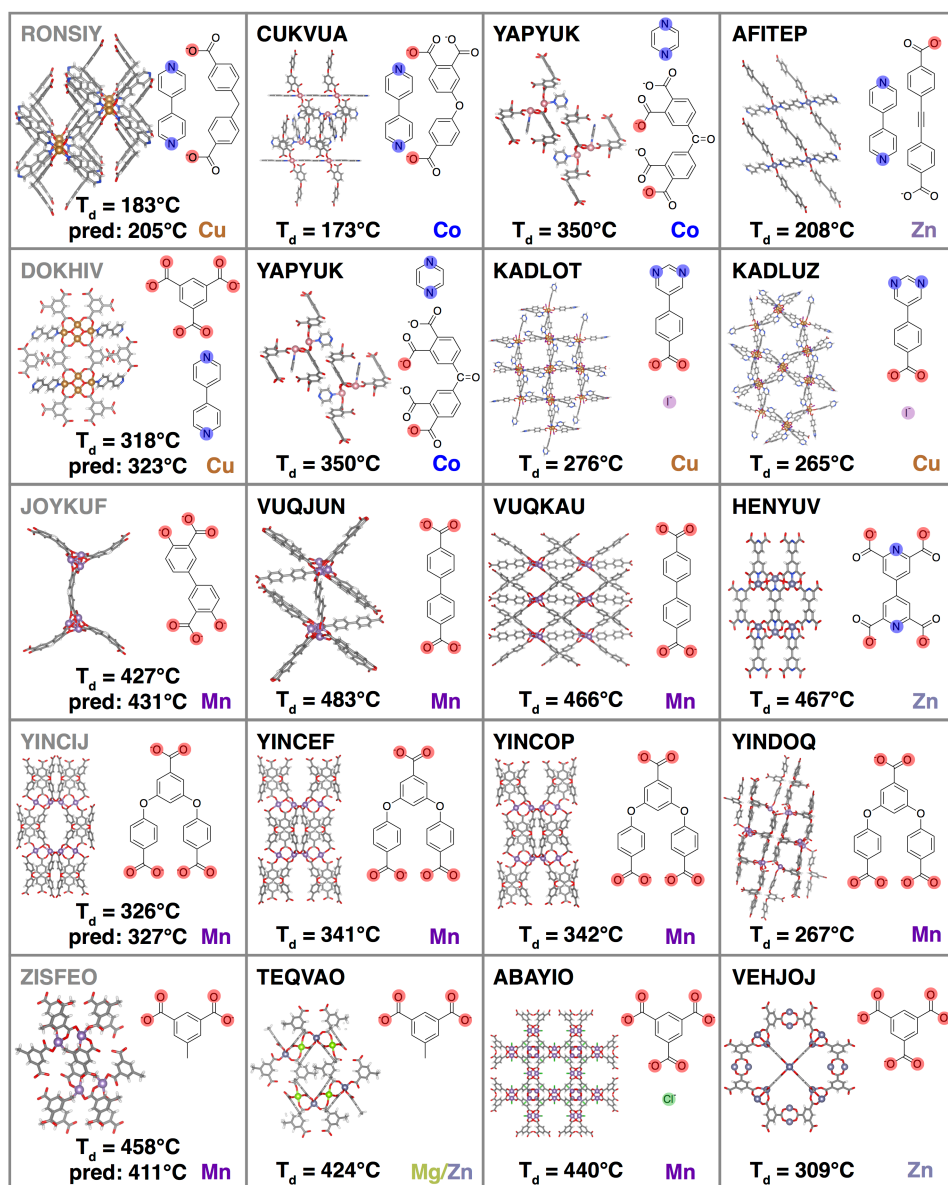 RONSIY
T_d = 183°C
pred: 205°C Cu
CUKVUA
T_d = 173°C
Co
YAPYUK
T_d = 350°C
Co
AFITEP
T_d = 208°C
Zn
DOKHIV
T_d = 318°C
pred: 323°C Cu
YAPYUK
T_d = 350°C
Co
KADLOT
I⁻
T_d = 276°C
Cu
KADLUZ
I⁻
T_d = 265°C
Cu
JOYKUF
T_d = 427°C
pred: 431°C Mn
VUQJUN
T_d = 483°C
Mn
VUQKAU
T_d = 466°C
Mn
HENYUV
T_d = 467°C
Zn
YINCIJ
T_d = 326°C
pred: 327°C Mn
YINCEF
T_d = 341°C
Mn
YINCOP
T_d = 342°C
Mn
YINDOQ
T_d = 267°C
Mn
ZISFEO
T_d = 458°C
pred: 411°C Mn
TEQVAO
T_d = 424°C
Mg/Zn
ABAYIO
Cl⁻
T_d = 440°C
Mn
VEHJOJ
T_d = 309°C
Zn